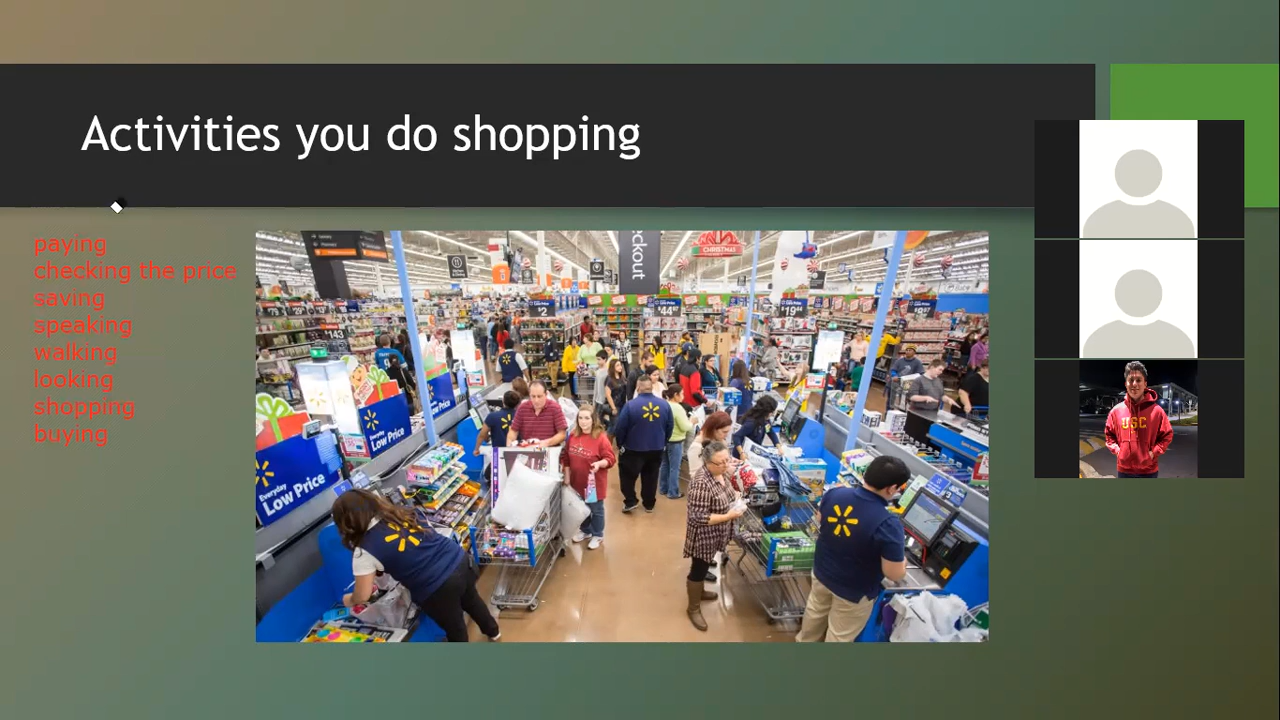 Activities you do shopping
paying
checking the price
saving
speaking
walking
looking
shopping
buying
CHRISTMAS
Everyday
Low Price
Low Price
USC